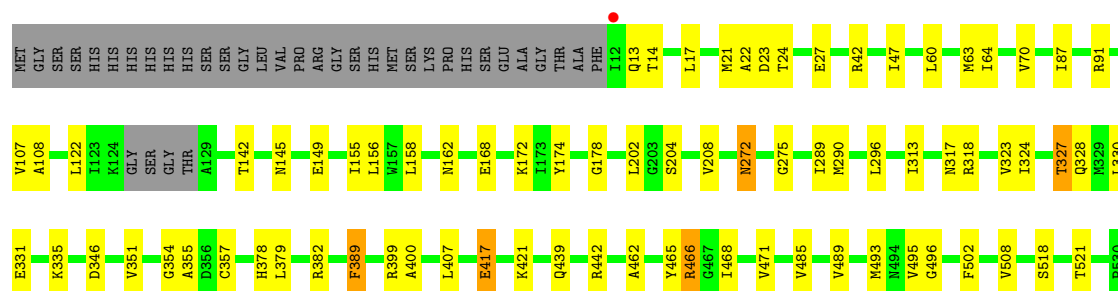 MET GLY SER SER HIS HIS HIS HIS HIS HIS SER SER GLY LEU VAL PRO ARG GLY SER HIS MET SER LYS PRO HIS SER GLU ALA GLY THR ALA PHE I12 Q13 T14 L17 M21 A22 D23 T24 E27 R42 I47 L60 M63 I64 V70 I87 R91
V107 A108 L122 I123 K124 GLY SER GLY THR A129 T142 N145 E149 I155 L156 W157 L158 N162 E168 K172 I173 Y174 G178 L202 G203 S204 V208 N272 G275 I289 M290 L296 I313 N317 R318 V323 I324 T327 Q328 M329 L330
E331 K335 D346 V351 G354 A355 D356 C357 H378 L379 R382 F389 R399 A400 L407 E417 K421 Q439 R442 A462 Y465 R466 G467 I468 V471 V485 V489 M493 N494 V495 G496 F502 V508 S518 T521 R530